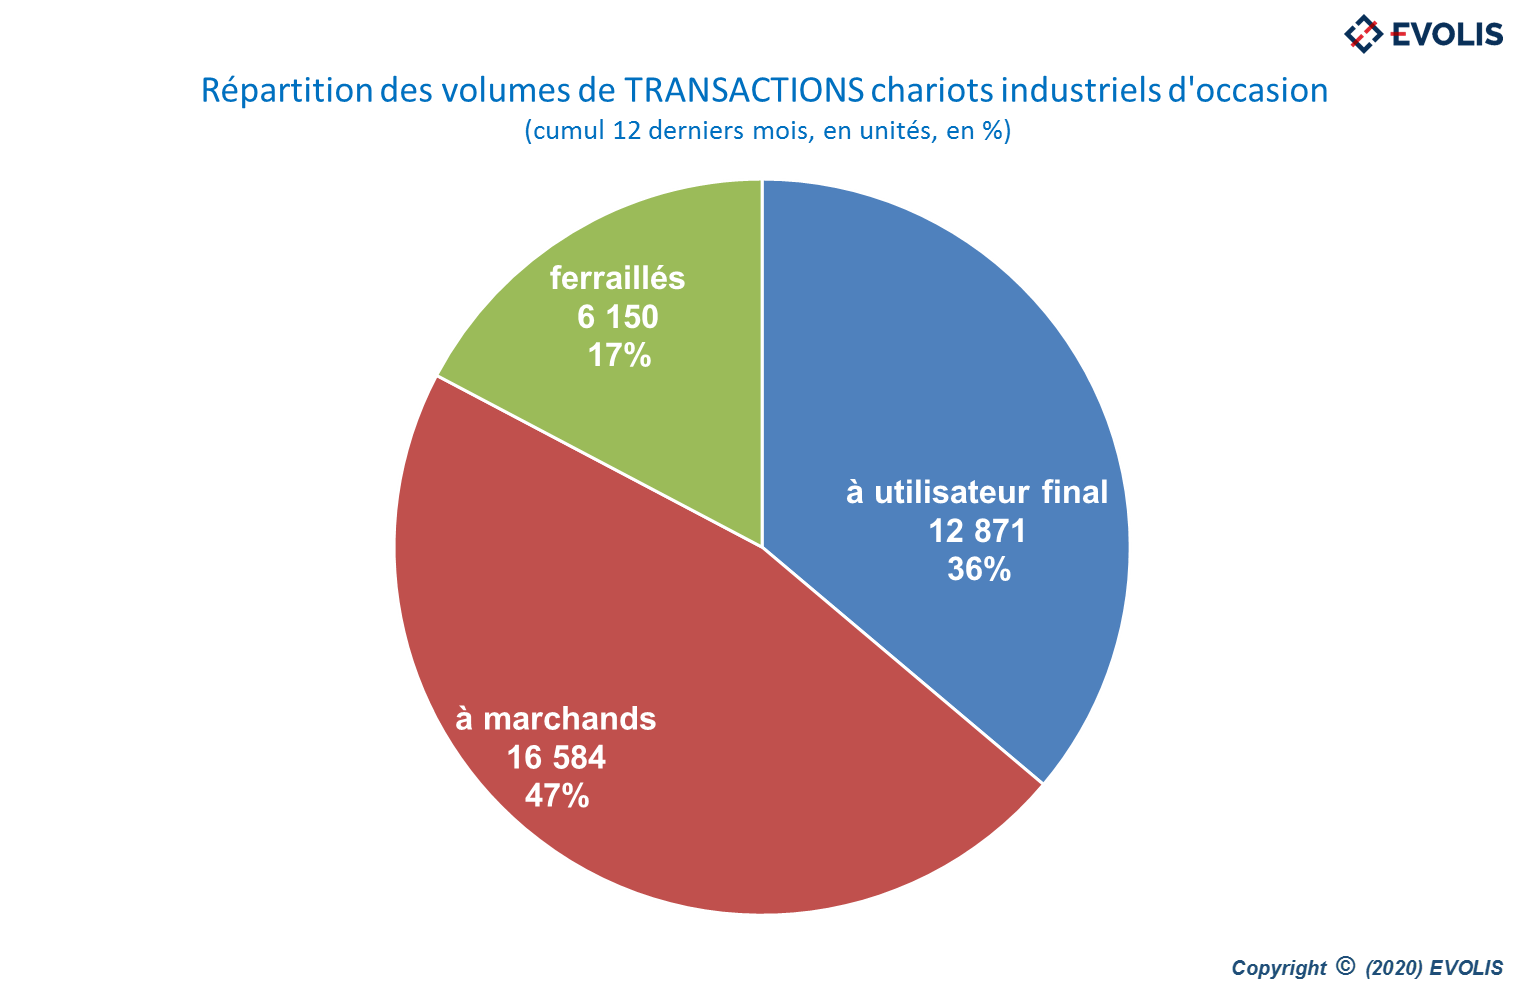 EVOLIS
Répartition des volumes de TRANSACTIONS chariots industriels d'occasion
(cumul 12 derniers mois, en unités, en %)
ferraillés
6 150
17%
à utilisateur final
12 871
36%
à marchands
16 584
47%
Copyright © (2020) EVOLIS